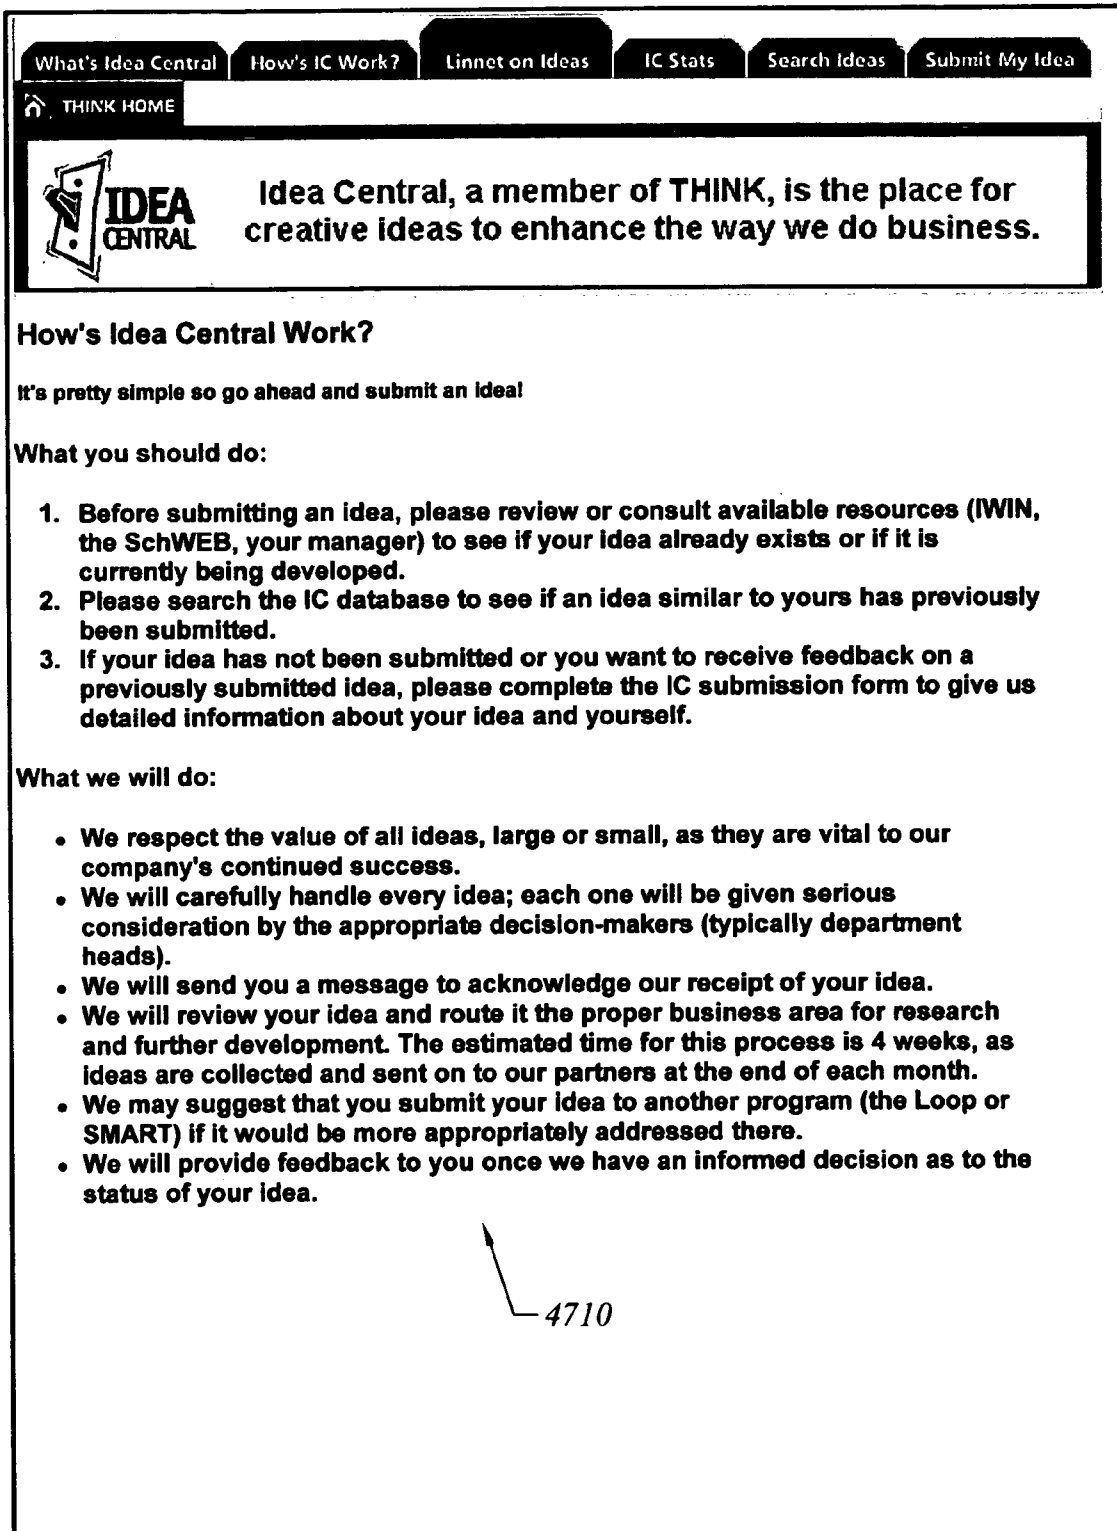 What's Idea Central How's IC Work? Linnet on Ideas IC Stats Search Ideas Submit My Idea
THINK HOME
IDEA
CENTRAL
Idea Central, a member of THINK, is the place for
creative ideas to enhance the way we do business.
How's Idea Central Work?
It's pretty simple so go ahead and submit an idea!
What you should do:
1. Before submitting an idea, please review or consult available resources (IWIN,
the SchWEB, your manager) to see if your idea already exists or if it is
currently being developed.
2. Please search the IC database to see if an idea similar to yours has previously
been submitted.
3. If your idea has not been submitted or you want to receive feedback on a
previously submitted idea, please complete the IC submission form to give us
detailed information about your idea and yourself.
What we will do:
• We respect the value of all ideas, large or small, as they are vital to our
company's continued success.
• We will carefully handle every idea; each one will be given serious
consideration by the appropriate decision-makers (typically department
heads).
• We will send you a message to acknowledge our receipt of your idea.
• We will review your idea and route it the proper business area for research
and further development. The estimated time for this process is 4 weeks, as
ideas are collected and sent on to our partners at the end of each month.
• We may suggest that you submit your idea to another program (the Loop or
SMART) if it would be more appropriately addressed there.
• We will provide feedback to you once we have an informed decision as to the
status of your idea.
4710